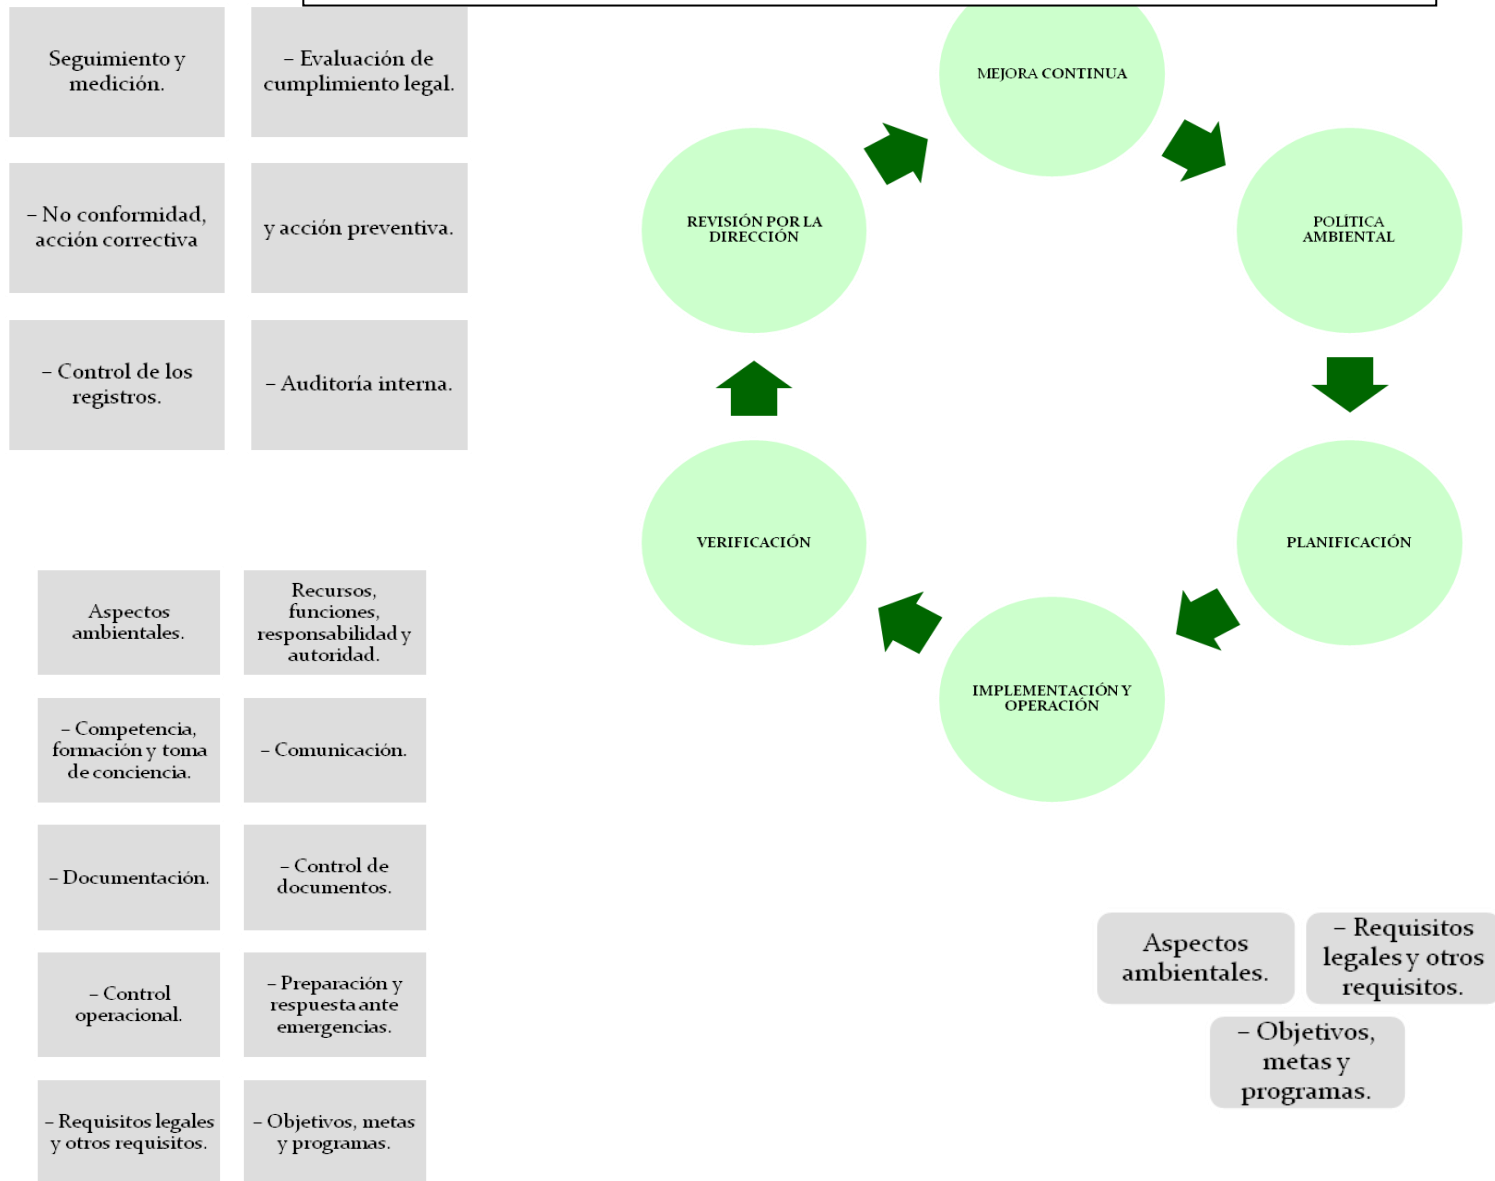 Seguimiento y
medición.
– Evaluación de
cumplimiento legal.
– No conformidad,
acción correctiva
y acción preventiva.
– Control de los
registros.
– Auditoría interna.
MEJORA CONTINUA
REVISIÓN POR LA
DIRECCIÓN
POLÍTICA
AMBIENTAL
VERIFICACIÓN
PLANIFICACIÓN
IMPLEMENTACIÓN Y
OPERACIÓN
Aspectos
ambientales.
Recursos,
funciones,
responsabilidad y
autoridad.
– Competencia,
formación y toma
de conciencia.
– Comunicación.
– Documentación.
– Control de
documentos.
– Control
operacional.
– Preparación y
respuesta ante
emergencias.
– Requisitos legales
y otros requisitos.
– Objetivos, metas
y programas.
Aspectos
ambientales.
– Requisitos
legales y otros
requisitos.
– Objetivos,
metas y
programas.